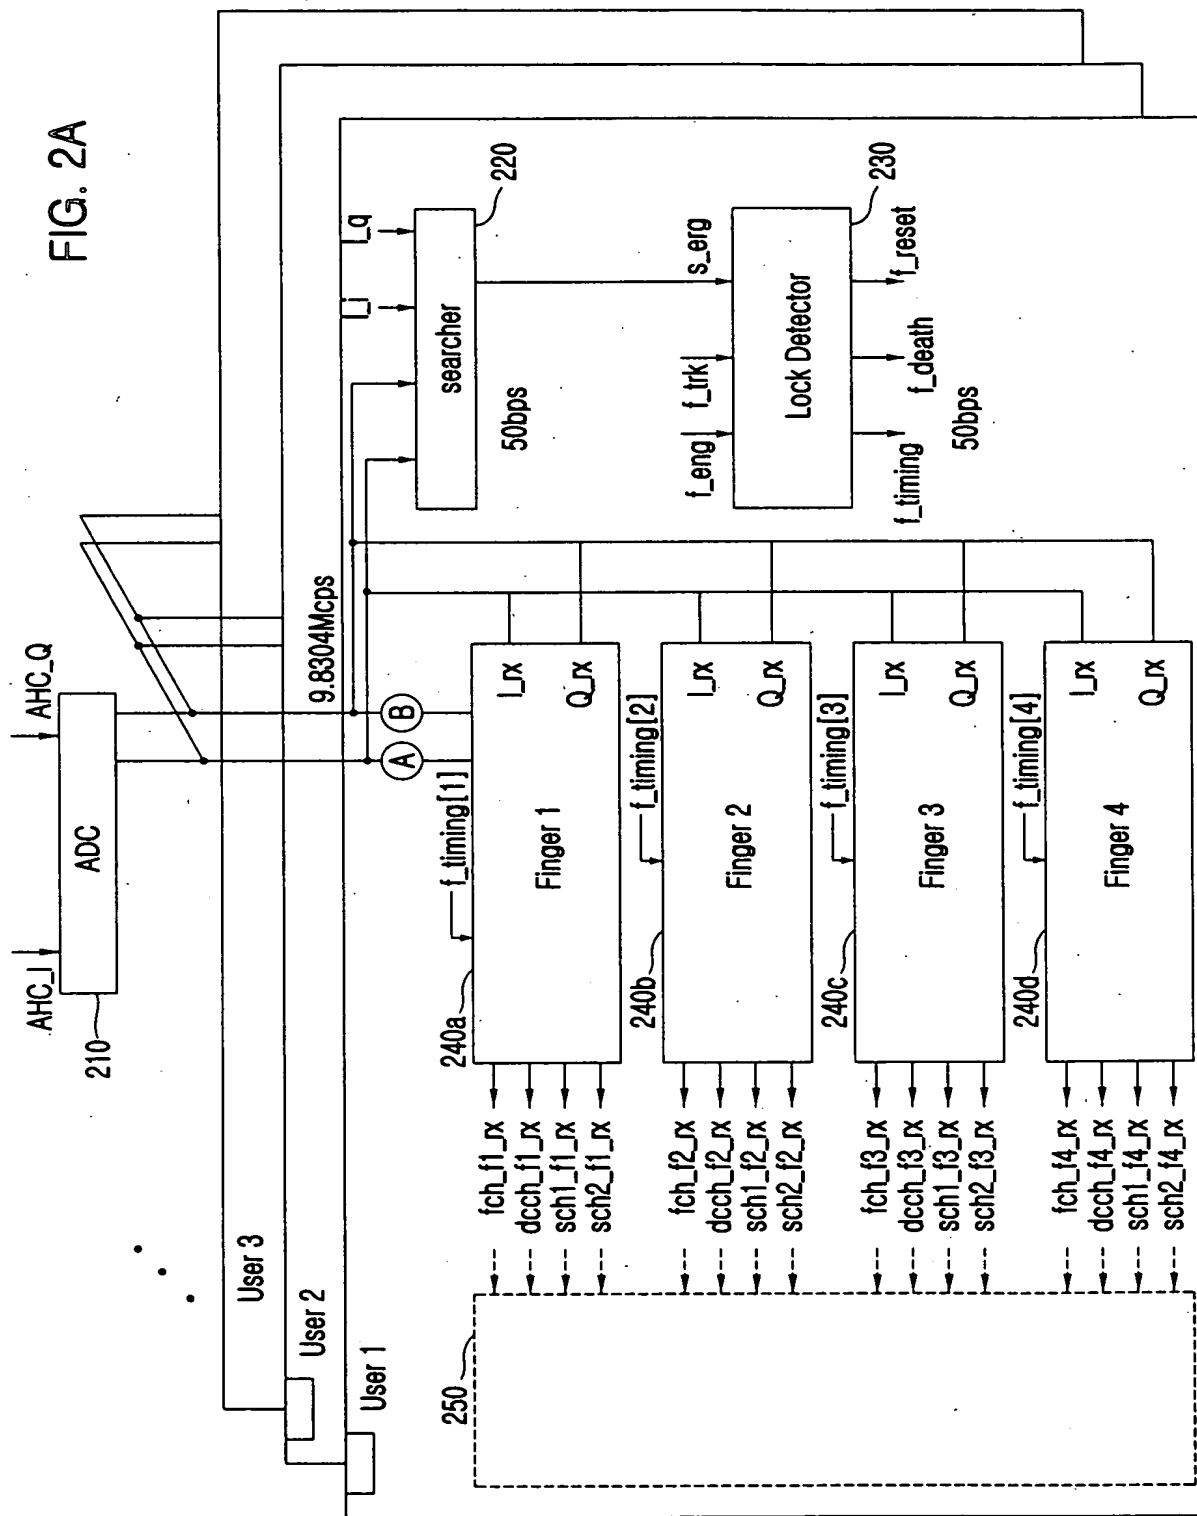 FIG. 2A
AHC_I
AHC_Q
ADC
210
User 3
User 2
User 1
9.8304Mcps
A
B
i_i
i_q
searcher
220
50bps
s_erg
f_eng
f_trk
Lock Detector
230
f_timing
f_death
f_reset
50bps
f_timing[1]
240a
Finger 1
I_rx
Q_rx
fch_f1_rx
dcch_f1_rx
sch1_f1_rx
sch2_f1_rx
f_timing[2]
240b
Finger 2
I_rx
Q_rx
fch_f2_rx
dcch_f2_rx
sch1_f2_rx
sch2_f2_rx
f_timing[3]
240c
Finger 3
I_rx
Q_rx
fch_f3_rx
dcch_f3_rx
sch1_f3_rx
sch2_f3_rx
f_timing[4]
240d
Finger 4
I_rx
Q_rx
fch_f4_rx
dcch_f4_rx
sch1_f4_rx
sch2_f4_rx
250